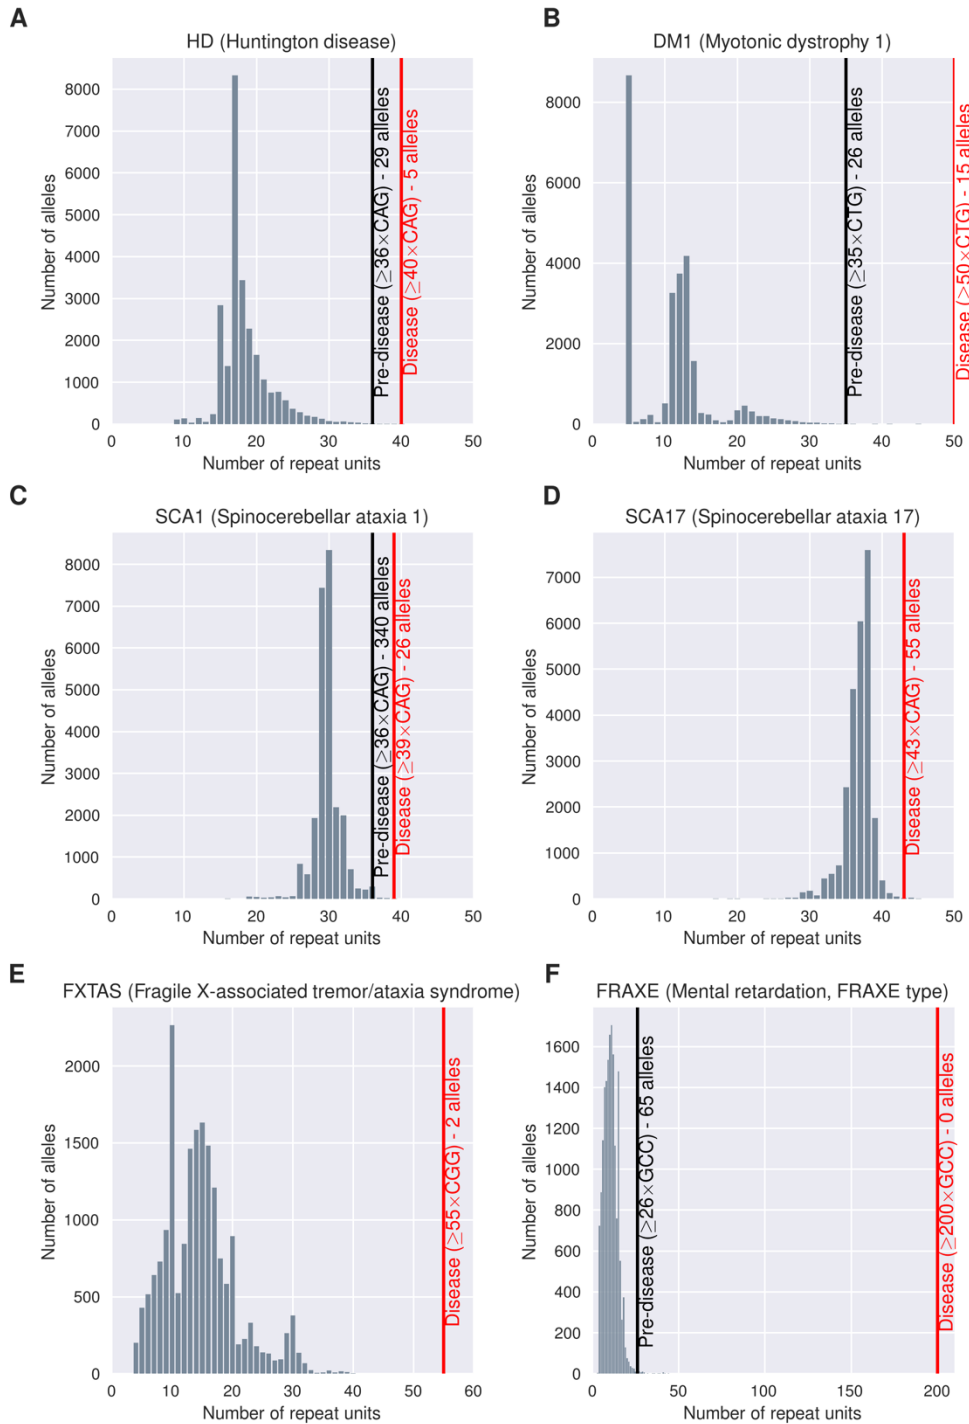 A
HD (Huntington disease)
Number of alleles
8000
7000
6000
5000
4000
3000
2000
1000
0
0 10 20 30 40 50
Number of repeat units
Pre-disease (≥36×CAG) - 29 alleles
Disease (≥40×CAG) - 5 alleles
B
DM1 (Myotonic dystrophy 1)
Number of alleles
8000
6000
4000
2000
0
0 10 20 30 40 50
Number of repeat units
Pre-disease (≥35×CTG) - 26 alleles
Disease (≥50×CTG) - 15 alleles
C
SCA1 (Spinocerebellar ataxia 1)
Number of alleles
8000
7000
6000
5000
4000
3000
2000
1000
0
0 10 20 30 40 50
Number of repeat units
Pre-disease (≥36×CAG) - 340 alleles
Disease (≥39×CAG) - 26 alleles
D
SCA17 (Spinocerebellar ataxia 17)
Number of alleles
7000
6000
5000
4000
3000
2000
1000
0
0 10 20 30 40 50
Number of repeat units
Disease (≥43×CAG) - 55 alleles
E
FXTAS (Fragile X-associated tremor/ataxia syndrome)
Number of alleles
2000
1500
1000
500
0
0 10 20 30 40 50 60
Number of repeat units
Disease (≥55×CGG) - 2 alleles
F
FRAXE (Mental retardation, FRAXE type)
Number of alleles
1600
1400
1200
1000
800
600
400
200
0
0 50 100 150 200
Number of repeat units
Pre-disease (≥26×GCC) - 65 alleles
Disease (≥200×GCC) - 0 alleles